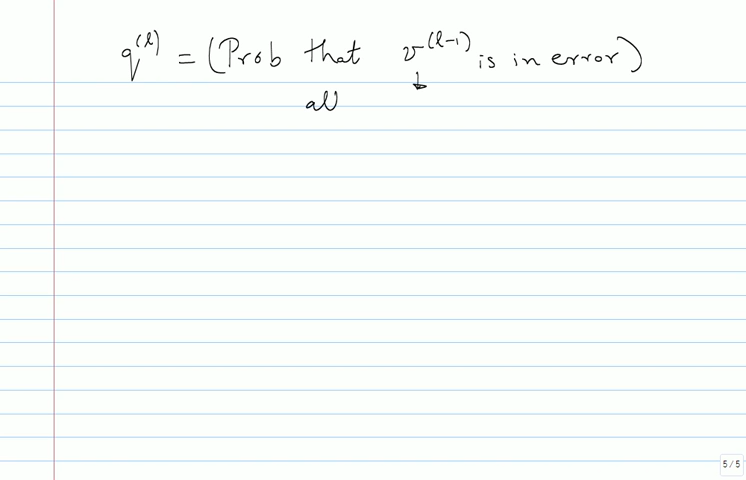 q^(l) = (Prob that v^(l-1) is in error)
all
5/5